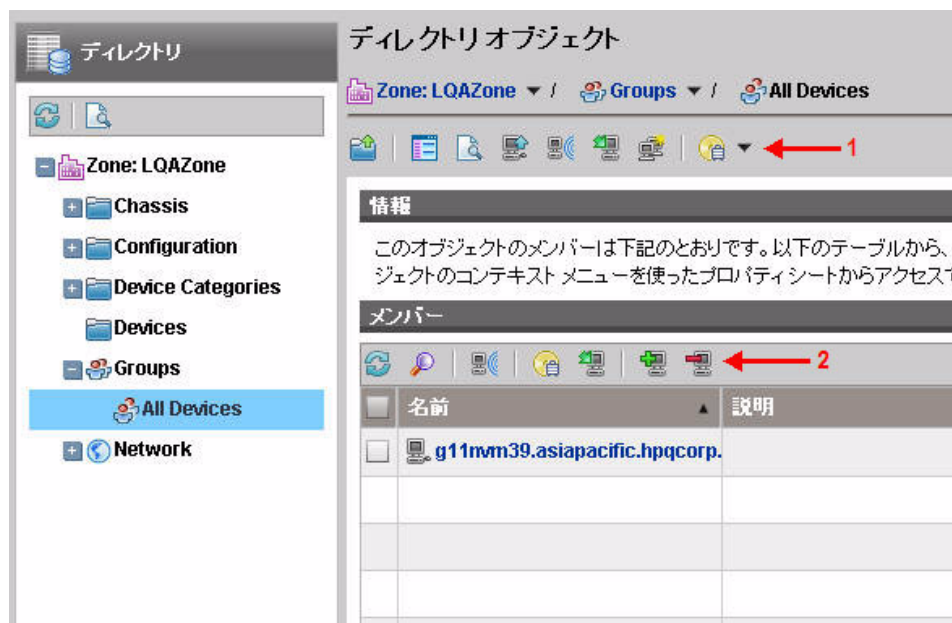 ディレクトリ
Zone: LQAZone
Chassis
Configuration
Device Categories
Devices
Groups
All Devices
Network
ディレクトリ オブジェクト
Zone: LQAZone / Groups / All Devices
1
情報
このオブジェクトのメンバーは下記のとおりです。以下のテーブルから、
ジェクトのコンテキスト メニューを使ったプロパティシートからアクセスで
メンバー
2
名前 説明
g11nvm39.asiapacific.hpqcorp.